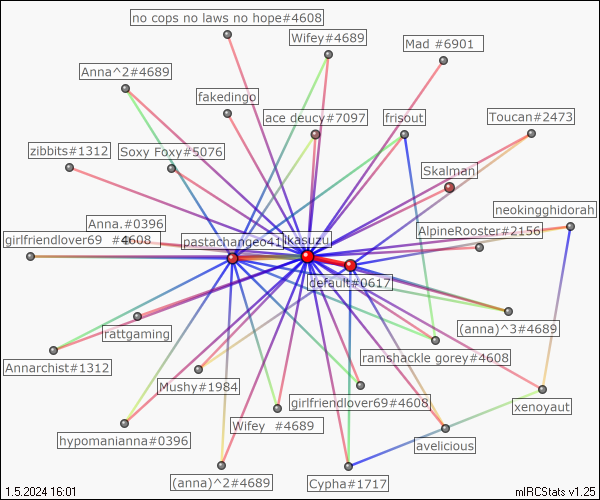 no cops no laws no hope#4608
Wifey#4689
Mad #6901
Anna^2#4689
fakedingo
ace deucy#7097
frisout
Toucan#2473
zibbits#1312
Soxy Foxy#5076
Skalman
neokingghidorah
Anna.#0396
AlpineRooster#2156
girlfriendlover69 #4608
pastachangeo41
ikasuzu
default#0617
rattgaming
(anna)^3#4689
ramshackle gorey#4608
Annarchist#1312
Mushy#1984
girlfriendlover69#4608
xenoyaut
Wifey #4689
hypomanianna#0396
avelicious
(anna)^2#4689
Cypha#1717
1.5.2024 16:01
mIRCStats v1.25